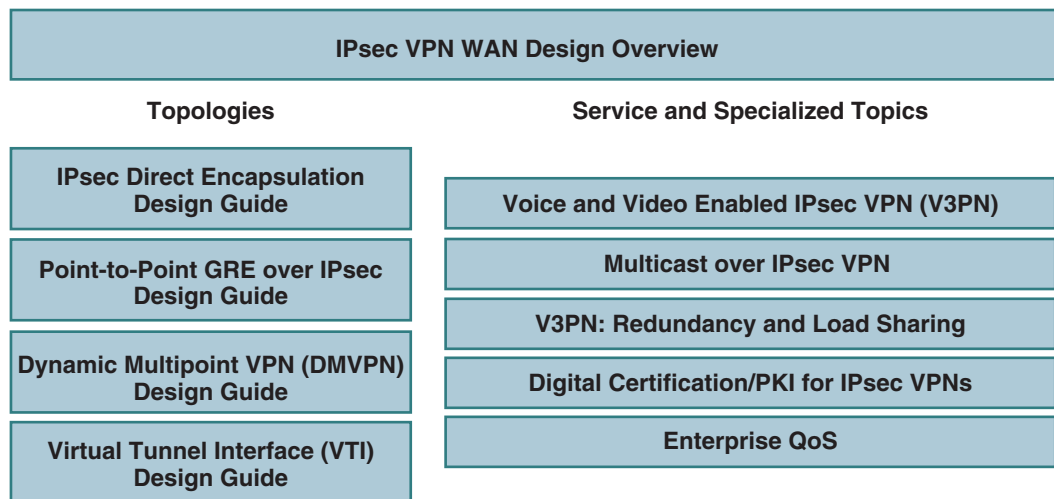 IPsec VPN WAN Design Overview
Topologies
IPsec Direct Encapsulation
Design Guide
Point-to-Point GRE over IPsec
Design Guide
Dynamic Multipoint VPN (DMVPN)
Design Guide
Virtual Tunnel Interface (VTI)
Design Guide
Service and Specialized Topics
Voice and Video Enabled IPsec VPN (V3PN)
Multicast over IPsec VPN
V3PN: Redundancy and Load Sharing
Digital Certification/PKI for IPsec VPNs
Enterprise QoS